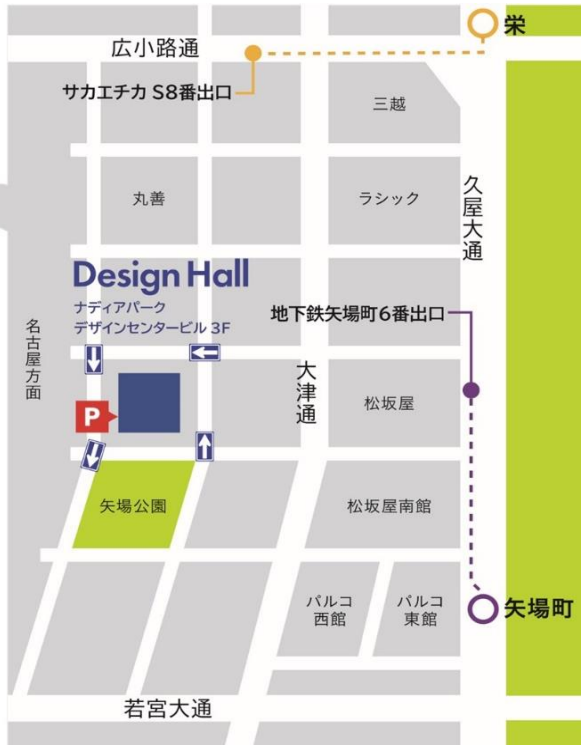 栄
広小路通
サカエチカ S8番出口
三越
丸善
ラシック
久屋大通
Design Hall
ナディアパーク
デザインセンタービル 3F
地下鉄矢場町6番出口
名古屋方面
大津通
松坂屋
P
矢場公園
松坂屋南館
パルコ
西館
パルコ
東館
矢場町
若宮大通